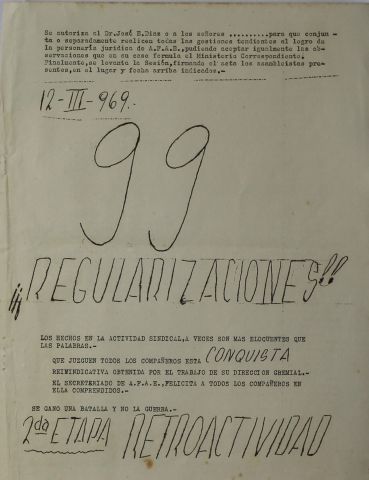 Se autoriza al Dr.José E.Dias o a los señores ..........para que conjun -
ta o separadamente realicen todas las gestiones tendientes al logro de
la personería jurídica de A.P.A.E.,pudiendo aceptar igualmente las ob-
servaciones que en su caso formule el Ministerio Correspondiente.
Finalmente,se levanta la Sesión,firmando el acta los asambleistas pre-
sentes,en el lugar y fecha arriba indicados.-
12-III-969.-
99
¡¡¡REGULARIZACIONES!!
LOS HECHOS EN LA ACTIVIDAD SINDICAL,A VECES SON MAS ELOCUENTES QUE
LAS PALABRAS.-
QUE JUZGUEN TODOS LOS COMPAÑEROS ESTA CONQUISTA
REIMINDICATIVA OBTENIDA POR EL TRABAJO DE SU DIRECCION GREMIAL.-
EL SECRETERIADO DE A.P.A.E.,FELICITA A TODOS LOS COMPAÑEROS EN
ELLA COMPRENDIDOS.-
SE GANO UNA BATALLA Y NO LA GUERRA.-
2da ETAPA RETROACTIVIDAD